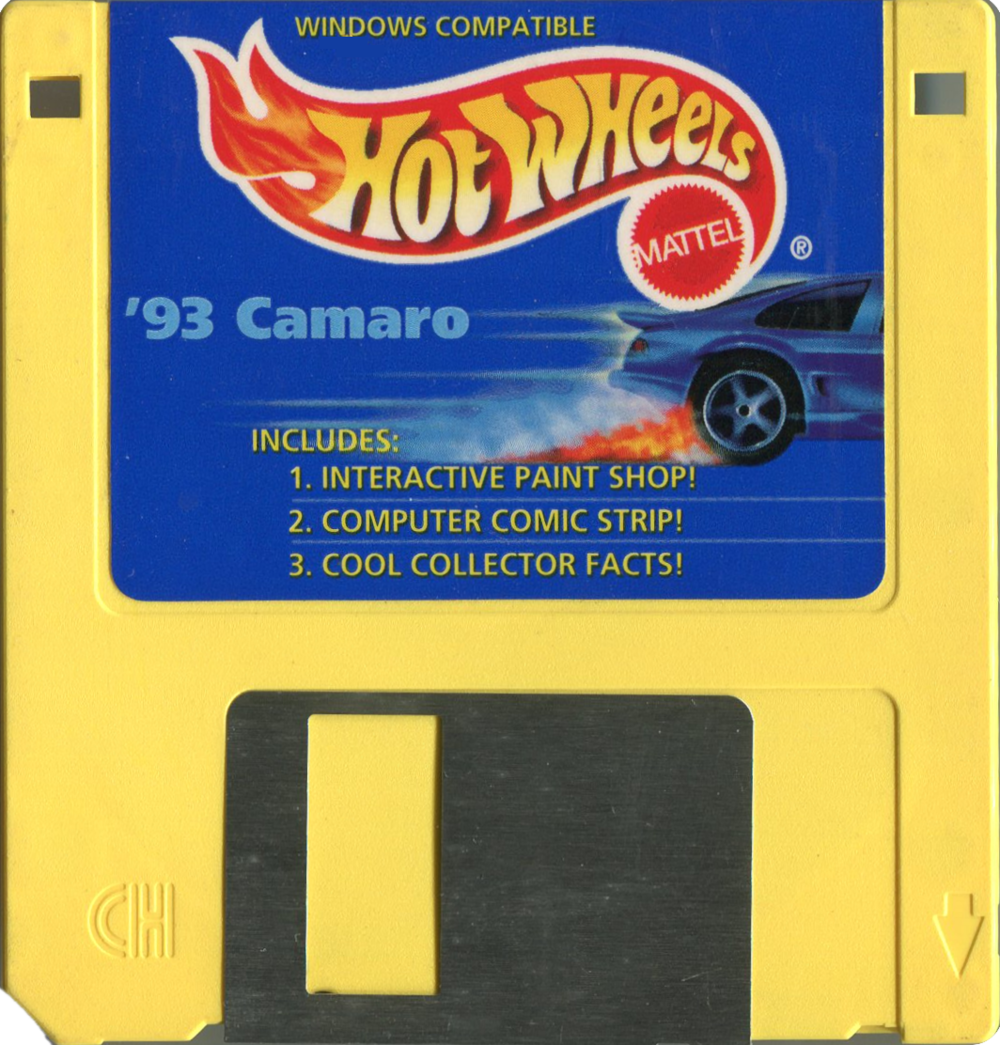 WINDOWS COMPATIBLE
HOT WHEELS
MATTEL
®
'93 Camaro
INCLUDES:
1. INTERACTIVE PAINT SHOP!
2. COMPUTER COMIC STRIP!
3. COOL COLLECTOR FACTS!
CH